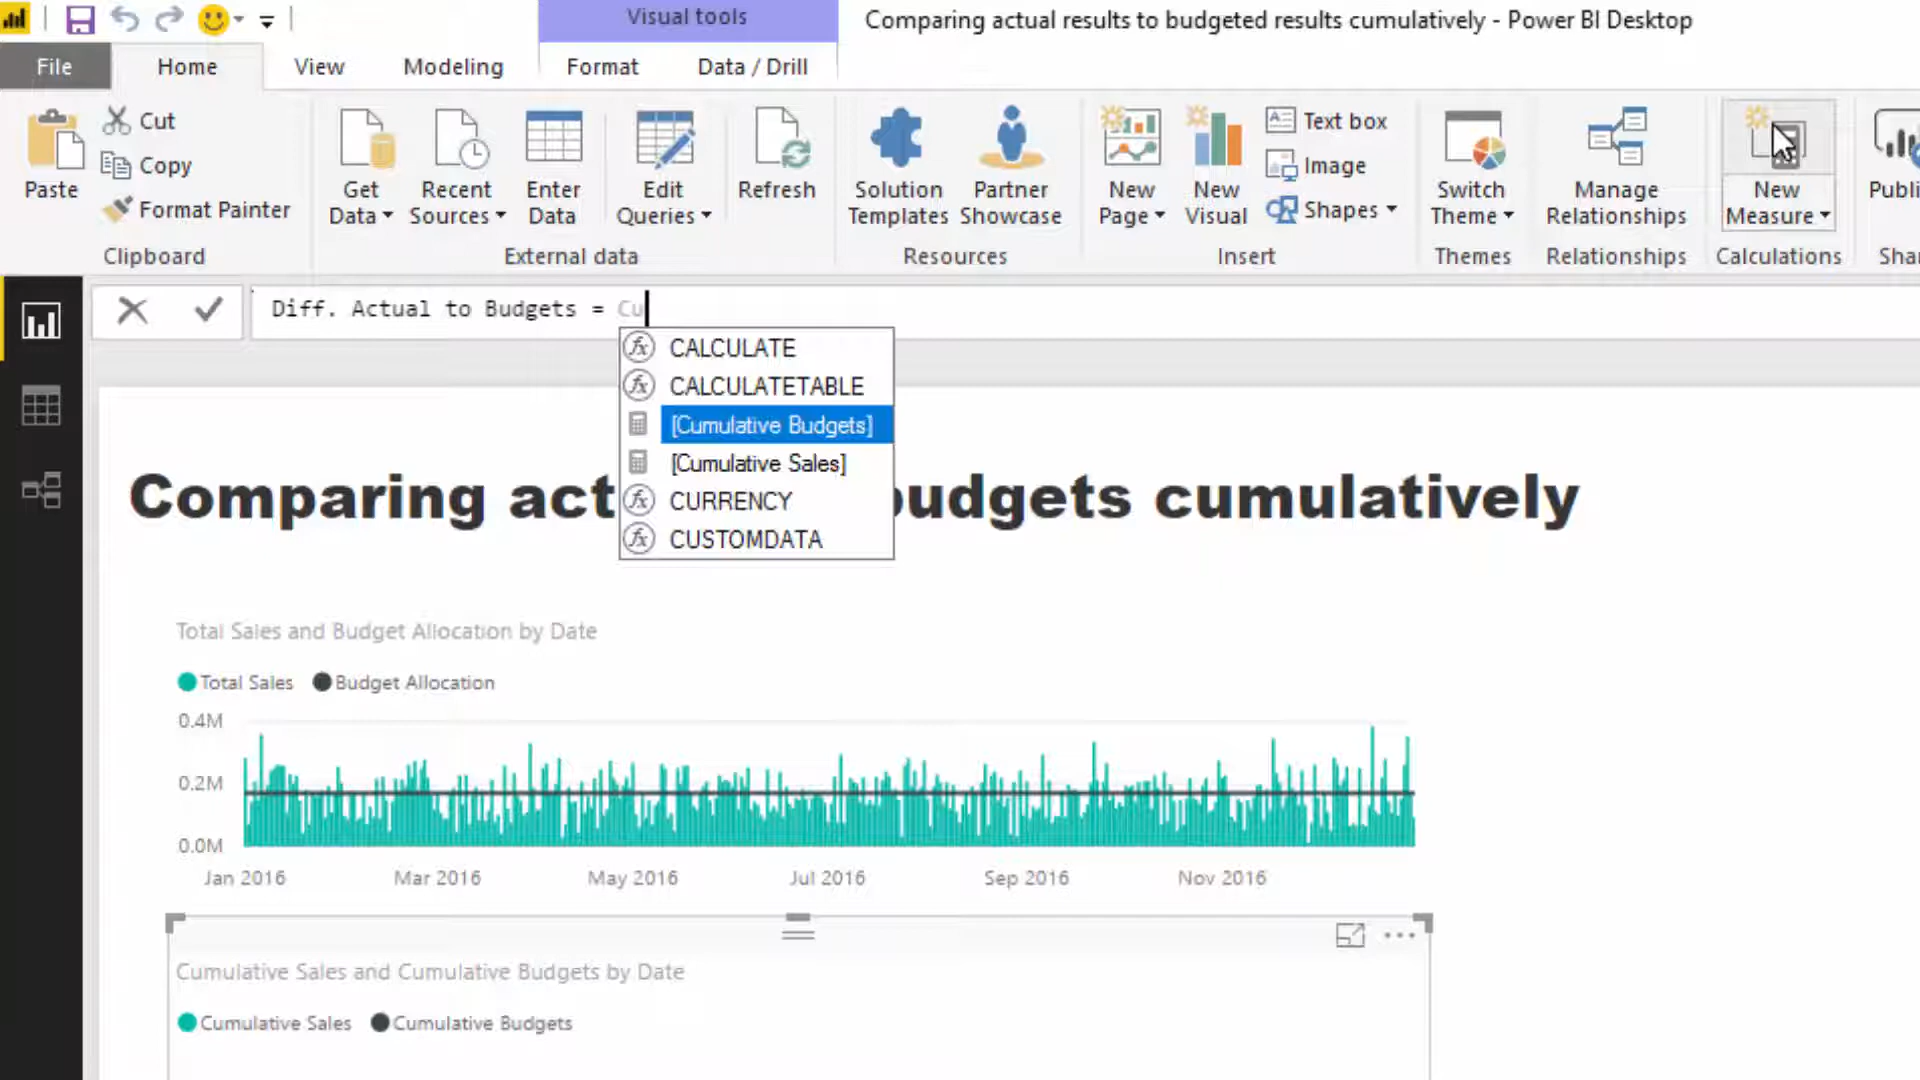 Visual tools
Comparing actual results to budgeted results cumulatively - Power BI Desktop
File Home View Modeling Format Data / Drill
Paste
Cut
Copy
Format Painter
Clipboard
Get Data
Recent Sources
Enter Data
Edit Queries
Refresh
External data
Solution Templates
Partner Showcase
Resources
New Page
New Visual
Text box
Image
Shapes
Insert
Switch Theme
Themes
Manage Relationships
Relationships
New Measure
Calculations
Publi
Sha
Diff. Actual to Budgets = Cu
CALCULATE
CALCULATETABLE
[Cumulative Budgets]
[Cumulative Sales]
CURRENCY
CUSTOMDATA
Comparing act budgets cumulatively
Total Sales and Budget Allocation by Date
Total Sales Budget Allocation
0.4M
0.2M
0.0M
Jan 2016 Mar 2016 May 2016 Jul 2016 Sep 2016 Nov 2016
Cumulative Sales and Cumulative Budgets by Date
Cumulative Sales Cumulative Budgets